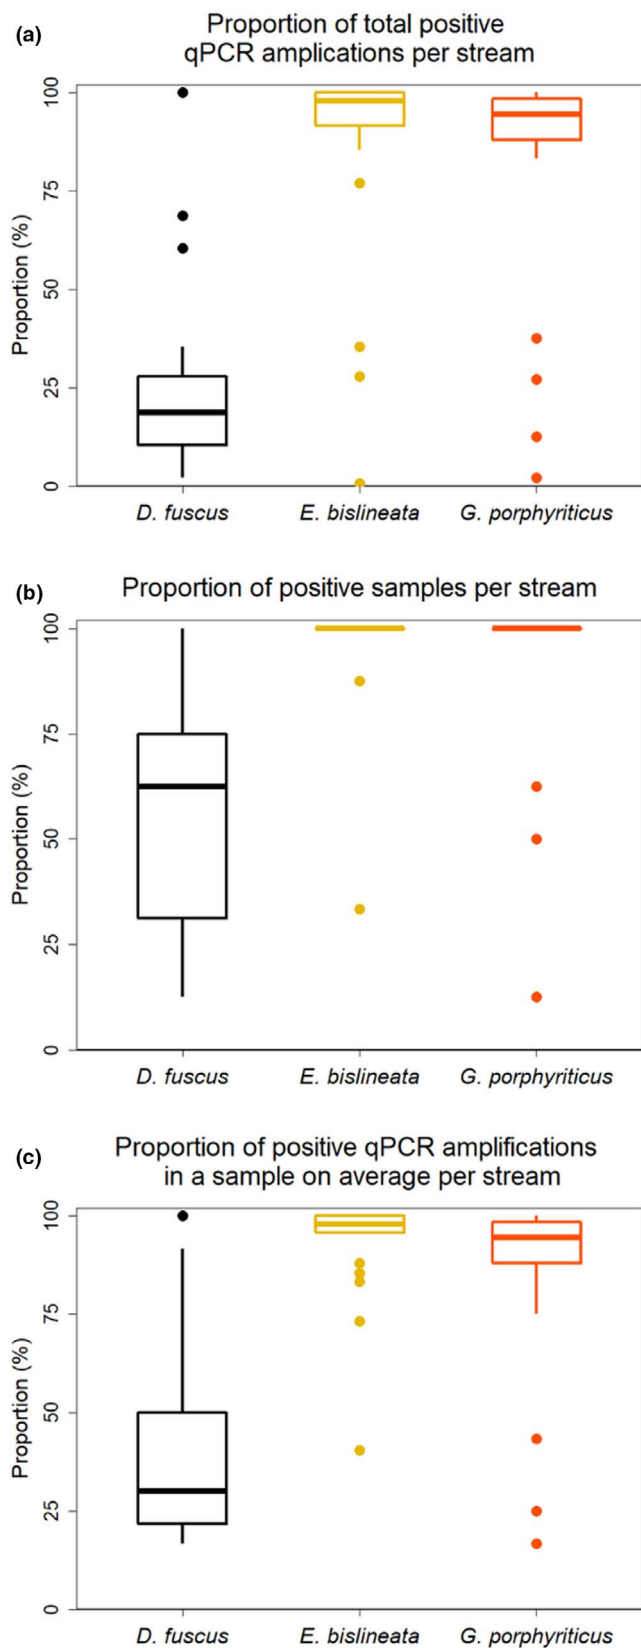 (a)
Proportion of total positive
qPCR amplications per stream
Proportion (%)
100
75
50
25
0
D. fuscus
E. bislineata
G. porphyriticus
(b)
Proportion of positive samples per stream
Proportion (%)
100
75
50
25
0
D. fuscus
E. bislineata
G. porphyriticus
(c)
Proportion of positive qPCR amplifications
in a sample on average per stream
Proportion (%)
100
75
50
25
0
D. fuscus
E. bislineata
G. porphyriticus